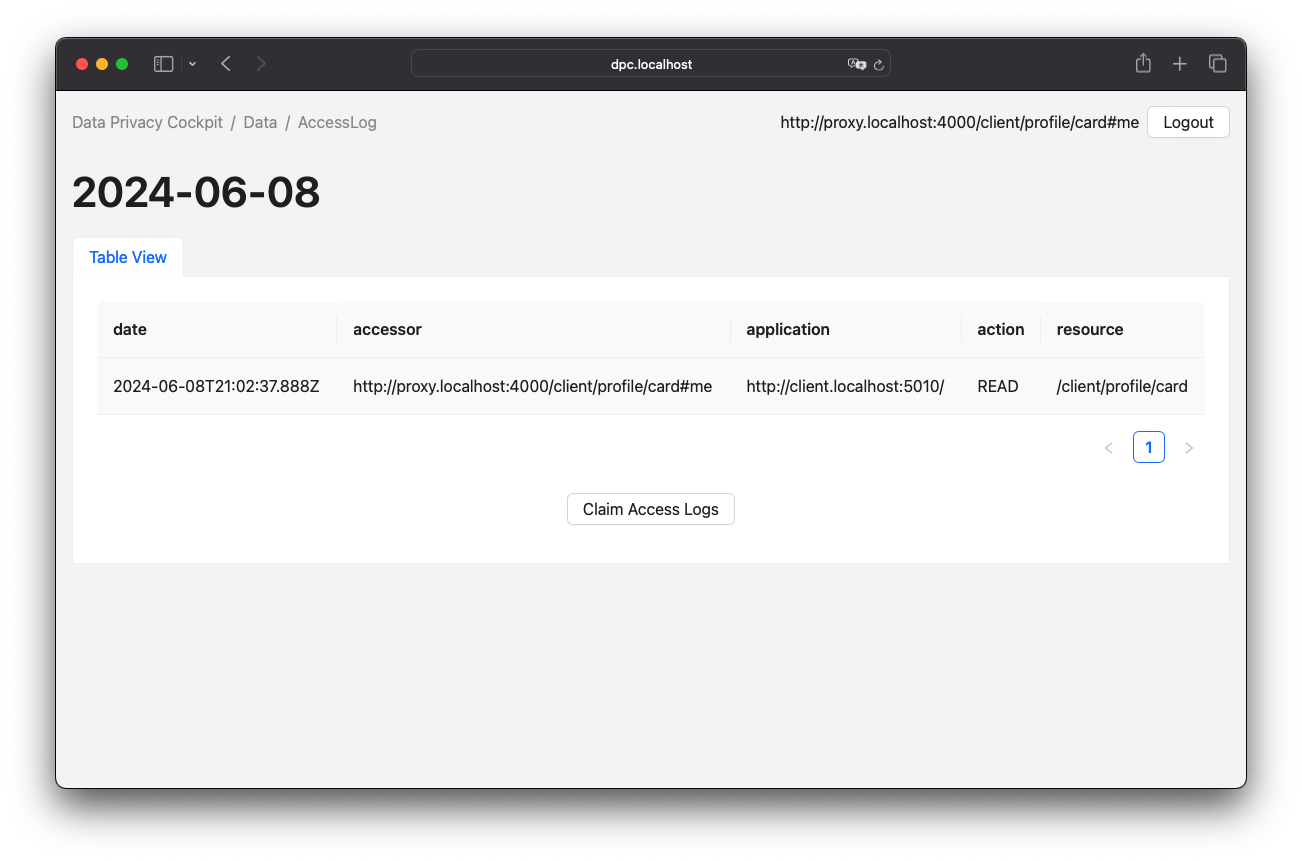 dpc.localhost
Data Privacy Cockpit / Data / AccessLog http://proxy.localhost:4000/client/profile/card#me Logout
2024-06-08
Table View
date accessor application action resource
2024-06-08T21:02:37.888Z http://proxy.localhost:4000/client/profile/card#me http://client.localhost:5010/ READ /client/profile/card
< 1 >
Claim Access Logs